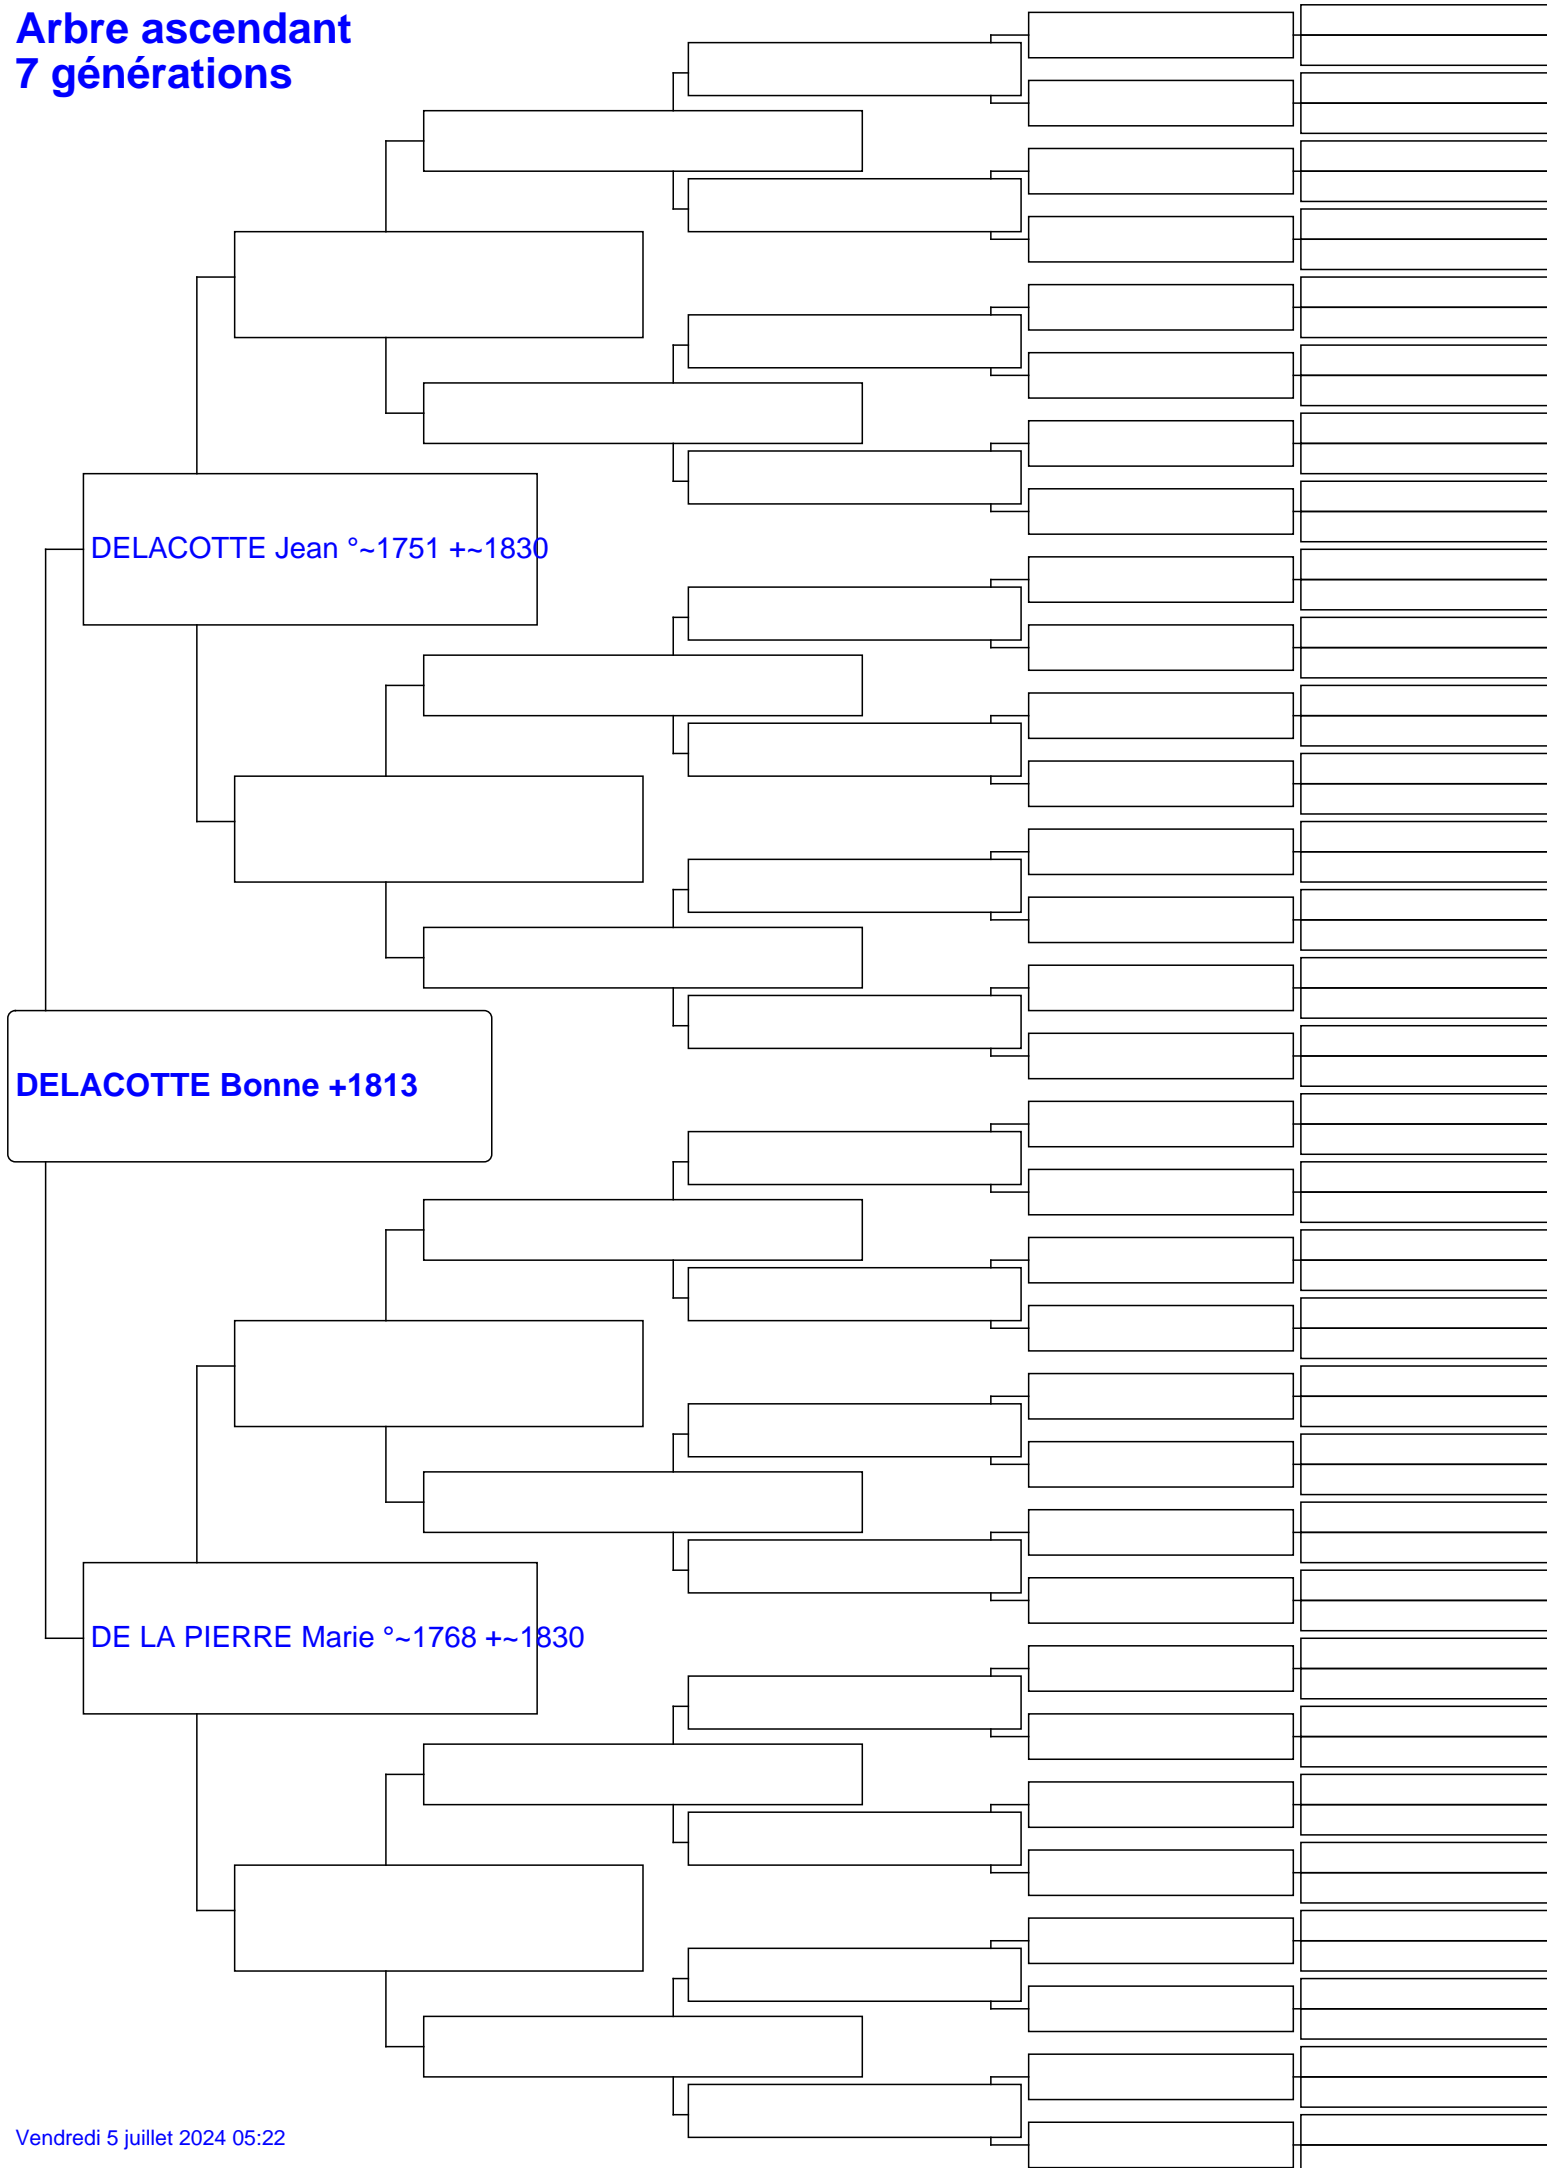 Arbre ascendant
7 générations
DELACOTTE Jean °~1751 +~1830
DELACOTTE Bonne +1813
DE LA PIERRE Marie °~1768 +~1830
Vendredi 5 juillet 2024 05:22